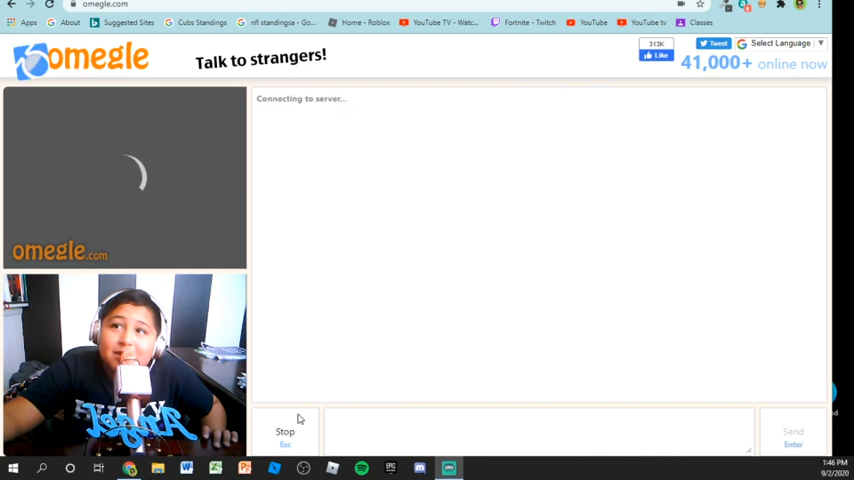 omegle.com
Apps
About
Suggested Sites
Cubs Standings
nfl standingsa - Go...
Home - Roblox
YouTube TV - Watc...
Fortnite - Twitch
YouTube
YouTube tv
Classes
omegle
Talk to strangers!
313K
Like
Tweet
Select Language
41,000+ online now
Connecting to server...
omegle.com
Stop
Esc
Send
Enter
1:46 PM
9/2/2020